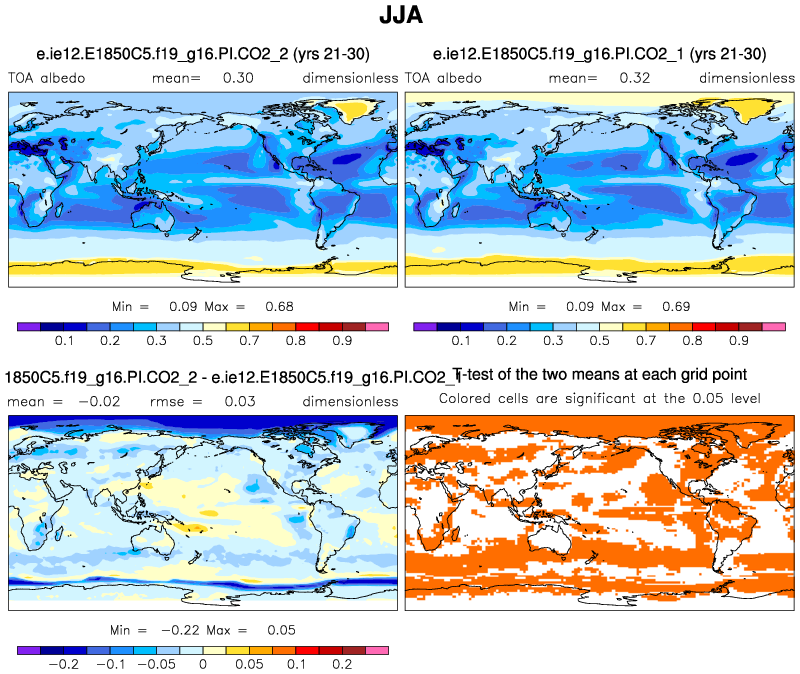 JJA
e.ie12.E1850C5.f19_g16.PI.CO2_2 (yrs 21-30)
TOA albedo mean= 0.30 dimensionless
Min = 0.09 Max = 0.68
0.1 0.2 0.3 0.5 0.7 0.8 0.9
e.ie12.E1850C5.f19_g16.PI.CO2_1 (yrs 21-30)
TOA albedo mean= 0.32 dimensionless
Min = 0.09 Max = 0.69
0.1 0.2 0.3 0.5 0.7 0.8 0.9
1850C5.f19_g16.PI.CO2_2 - e.ie12.E1850C5.f19_g16.PI.CO2_1
mean = -0.02 rmse = 0.03 dimensionless
Min = -0.22 Max = 0.05
-0.2 -0.1 -0.05 0 0.05 0.1 0.2
T-test of the two means at each grid point
Colored cells are significant at the 0.05 level